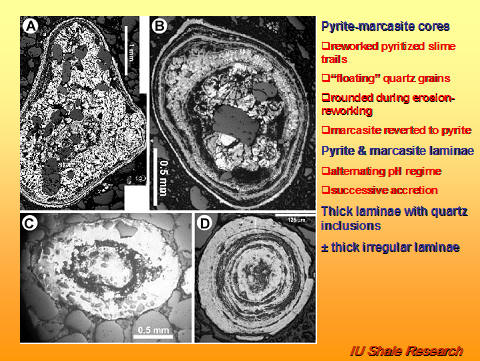 A
1 mm
B
0.5 mm
C
0.5 mm
D
Pyrite-marcasite cores
❑reworked pyritized slime
trails
❑"floating" quartz grains
❑rounded during erosion-
reworking
❑marcasite reverted to pyrite
Pyrite & marcasite laminae
❑alternating pH regime
❑successive accretion
Thick laminae with quartz
inclusions
± thick irregular laminae
IU Shale Research